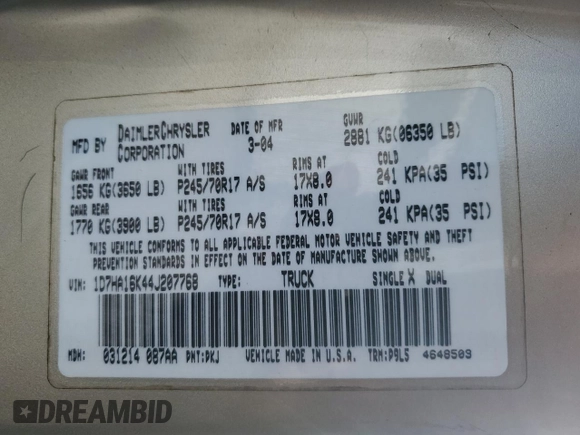 MFD BY DAIMLERCHRYSLER CORPORATION DATE OF MFR 3-04 GVWR 2881 KG(06350 LB)
GAWR FRONT WITH TIRES RIMS AT COLD
1656 KG(3650 LB) P245/70R17 A/S 17X8.0 241 KPA(35 PSI)
GAWR REAR WITH TIRES RIMS AT COLD
1770 KG(3900 LB) P245/70R17 A/S 17X8.0 241 KPA(35 PSI)
THIS VEHICLE CONFORMS TO ALL APPLICABLE FEDERAL MOTOR VEHICLE SAFETY AND THEFT
PREVENTION STANDARDS IN EFFECT ON THE DATE OF MANUFACTURE SHOWN ABOVE.
VIN: 1D7HA16K44J207768 TYPE: TRUCK SINGLE X DUAL
MDH: 031214 087AA PNT:PKJ VEHICLE MADE IN U.S.A. TRM:P9L5 4648503
DREAMBID